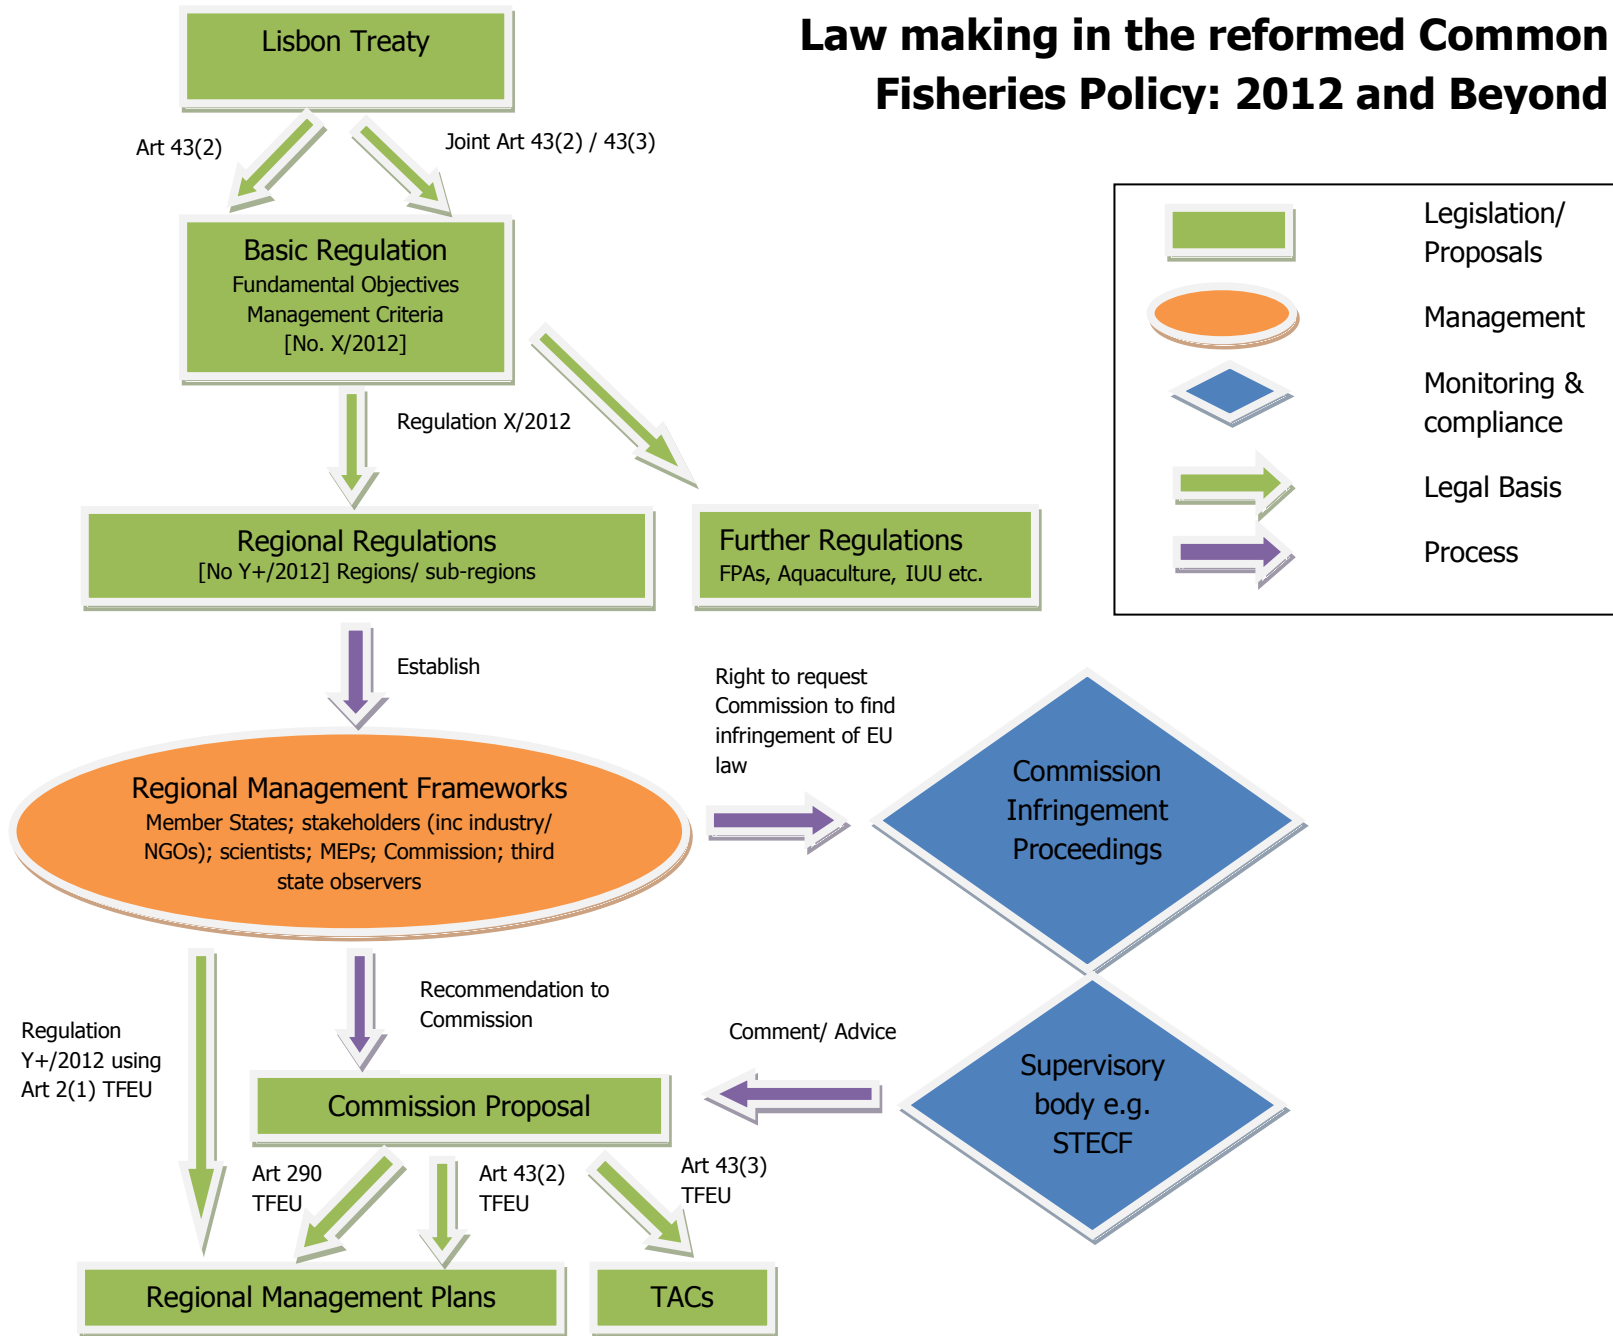 Law making in the reformed Common
Fisheries Policy: 2012 and Beyond
Lisbon Treaty
Art 43(2)
Joint Art 43(2) / 43(3)
Legislation/
Proposals
Management
Monitoring &
compliance
Legal Basis
Process
Basic Regulation
Fundamental Objectives
Management Criteria
[No. X/2012]
Regulation X/2012
Regional Regulations
[No Y+/2012] Regions/ sub-regions
Further Regulations
FPAs, Aquaculture, IUU etc.
Establish
Right to request
Commission to find
infringement of EU
law
Regional Management Frameworks
Member States; stakeholders (inc industry/
NGOs); scientists; MEPs; Commission; third
state observers
Commission
Infringement
Proceedings
Regulation
Y+/2012 using
Art 2(1) TFEU
Recommendation to
Commission
Comment/ Advice
Supervisory
body e.g.
STECF
Commission Proposal
Art 290
TFEU
Art 43(2)
TFEU
Art 43(3)
TFEU
Regional Management Plans
TACs